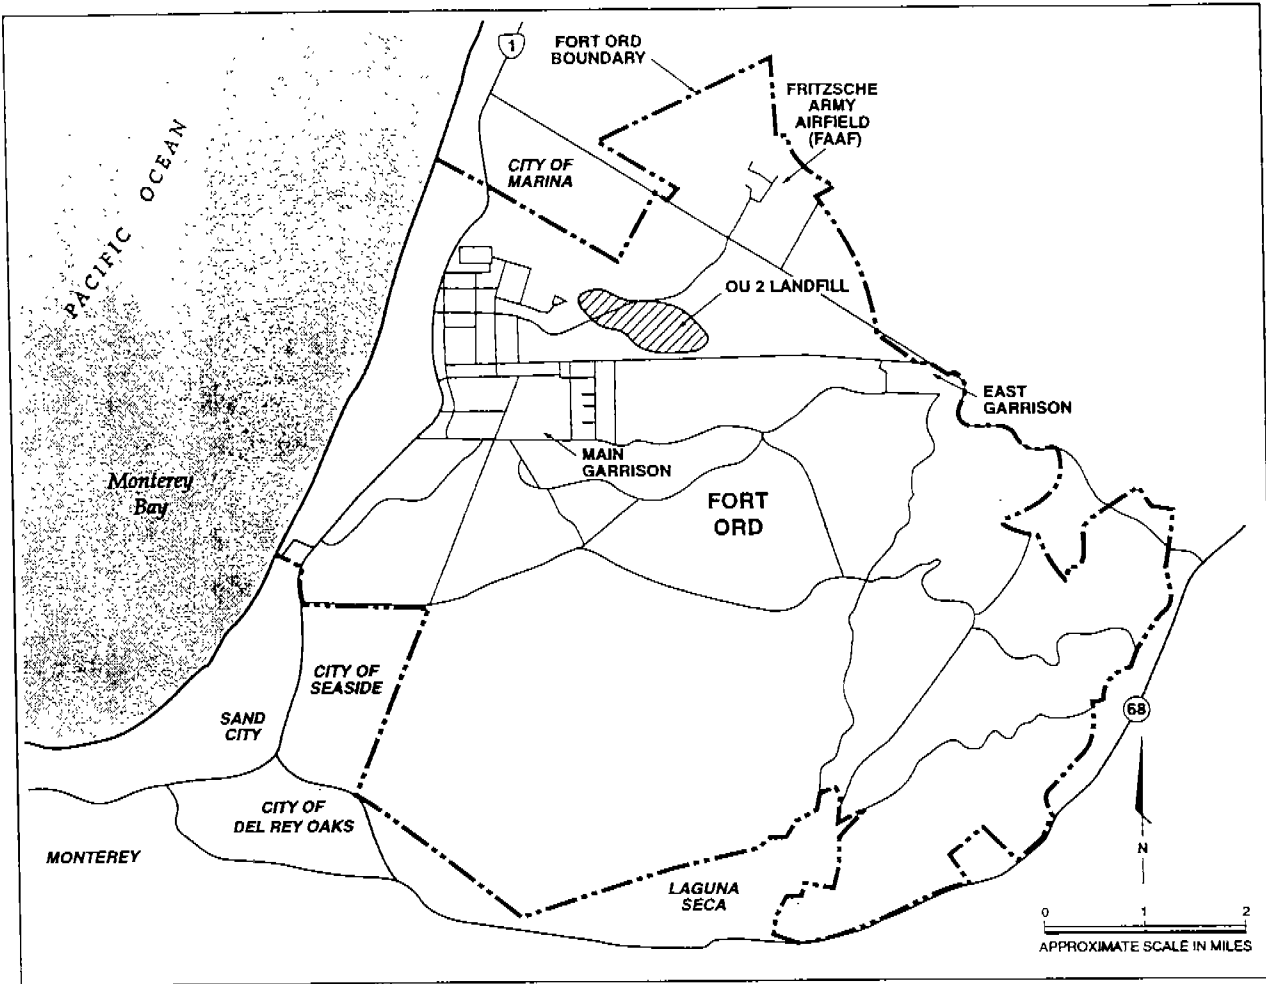 1
FORT ORD
BOUNDARY
FRITZSCHE
ARMY
AIRFIELD
(FAAF)
PACIFIC OCEAN
CITY OF
MARINA
OU 2 LANDFILL
EAST
GARRISON
MAIN
GARRISON
Monterey
Bay
FORT
ORD
CITY OF
SEASIDE
SAND
CITY
68
CITY OF
DEL REY OAKS
MONTEREY
N
LAGUNA
SECA
0 1 2
APPROXIMATE SCALE IN MILES